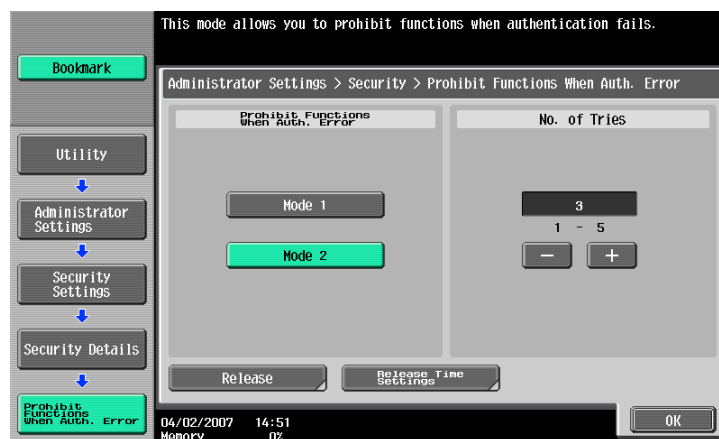 This mode allows you to prohibit functions when authentication fails.
Bookmark
Administrator Settings > Security > Prohibit Functions When Auth. Error
Prohibit Functions
When Auth. Error
No. of Tries
Utility
Administrator
Settings
Security
Settings
Security Details
Prohibit
Functions
When Auth. Error
Mode 1
Mode 2
3
1 - 5
- +
Release
Release Time
Settings
04/02/2007 14:51
Memory 0%
OK